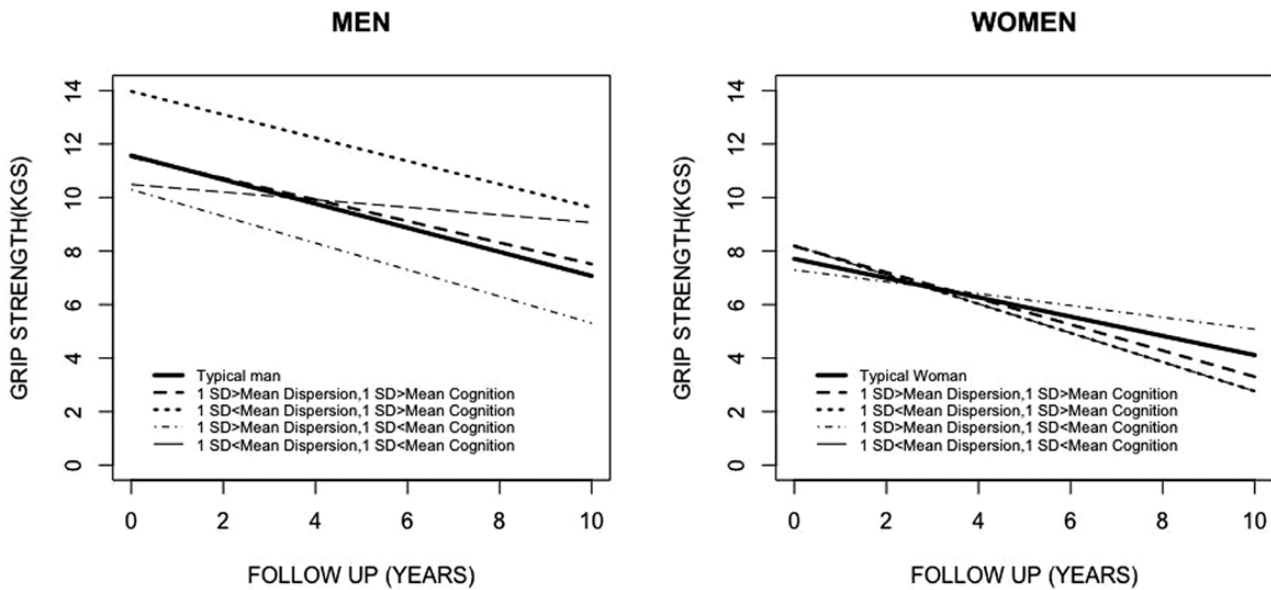 MEN
GRIP STRENGTH(KGS)
14
12
10
8
6
4
2
0
Typical man
1 SD>Mean Dispersion,1 SD>Mean Cognition
1 SD<Mean Dispersion,1 SD>Mean Cognition
1 SD>Mean Dispersion,1 SD<Mean Cognition
1 SD<Mean Dispersion,1 SD<Mean Cognition
0 2 4 6 8 10
FOLLOW UP (YEARS)
WOMEN
GRIP STRENGTH(KGS)
14
12
10
8
6
4
2
0
Typical Woman
1 SD>Mean Dispersion,1 SD>Mean Cognition
1 SD<Mean Dispersion,1 SD>Mean Cognition
1 SD>Mean Dispersion,1 SD<Mean Cognition
1 SD<Mean Dispersion,1 SD<Mean Cognition
0 2 4 6 8 10
FOLLOW UP (YEARS)